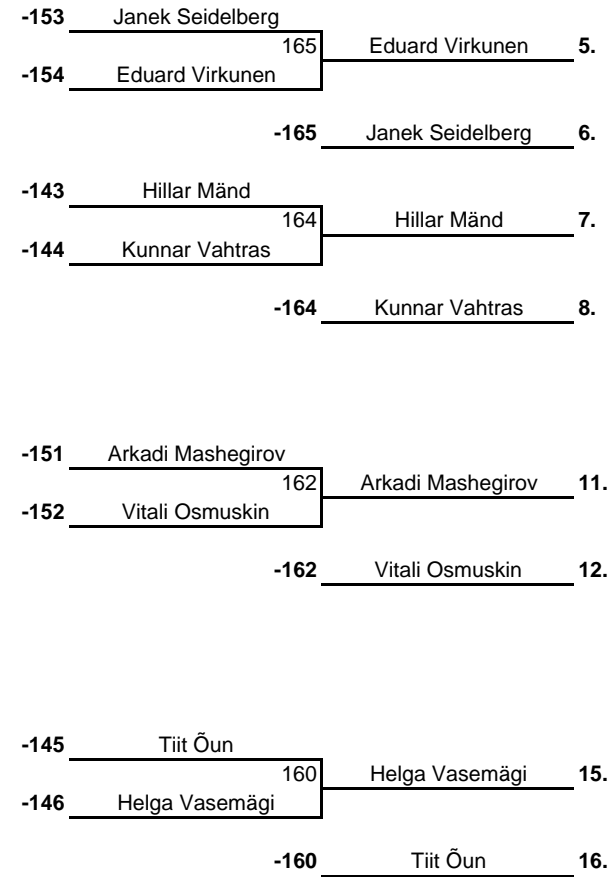 -153 Janek Seidelberg
165 Eduard Virkunen 5.
-154 Eduard Virkunen
-165 Janek Seidelberg 6.
-143 Hillar Mänd
164 Hillar Mänd 7.
-144 Kunnar Vahtras
-164 Kunnar Vahtras 8.
-151 Arkadi Mashegirov
162 Arkadi Mashegirov 11.
-152 Vitali Osmuskin
-162 Vitali Osmuskin 12.
-145 Tiit Õun
160 Helga Vasemägi 15.
-146 Helga Vasemägi
-160 Tiit Õun 16.